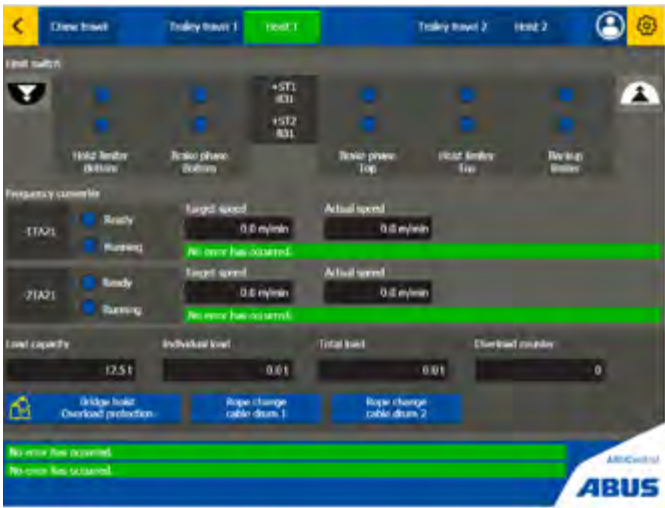 Crane travel Trolley travel 1 Hoist 1 Trolley travel 2 Hoist 2
Limit switch
+ST1
+ST2
Hoist limiter Bottom
Brake phase Bottom
Brake phase Top
Hoist limiter Top
Backup limiter
Frequency converter
Target speed Actual speed
-1TA21 Ready 0.0 m/min 0.0 m/min
Running No error has occurred.
Target speed Actual speed
-2TA21 Ready 0.0 m/min 0.0 m/min
Running No error has occurred.
Load capacity Individual load Total load Overload counter
12.5 t 0.0 t 0.0 t 0
Bridge hoist Overload protection
Rope change cable drum 1
Rope change cable drum 2
No error has occurred.
No error has occurred.
ABUControl
ABUS